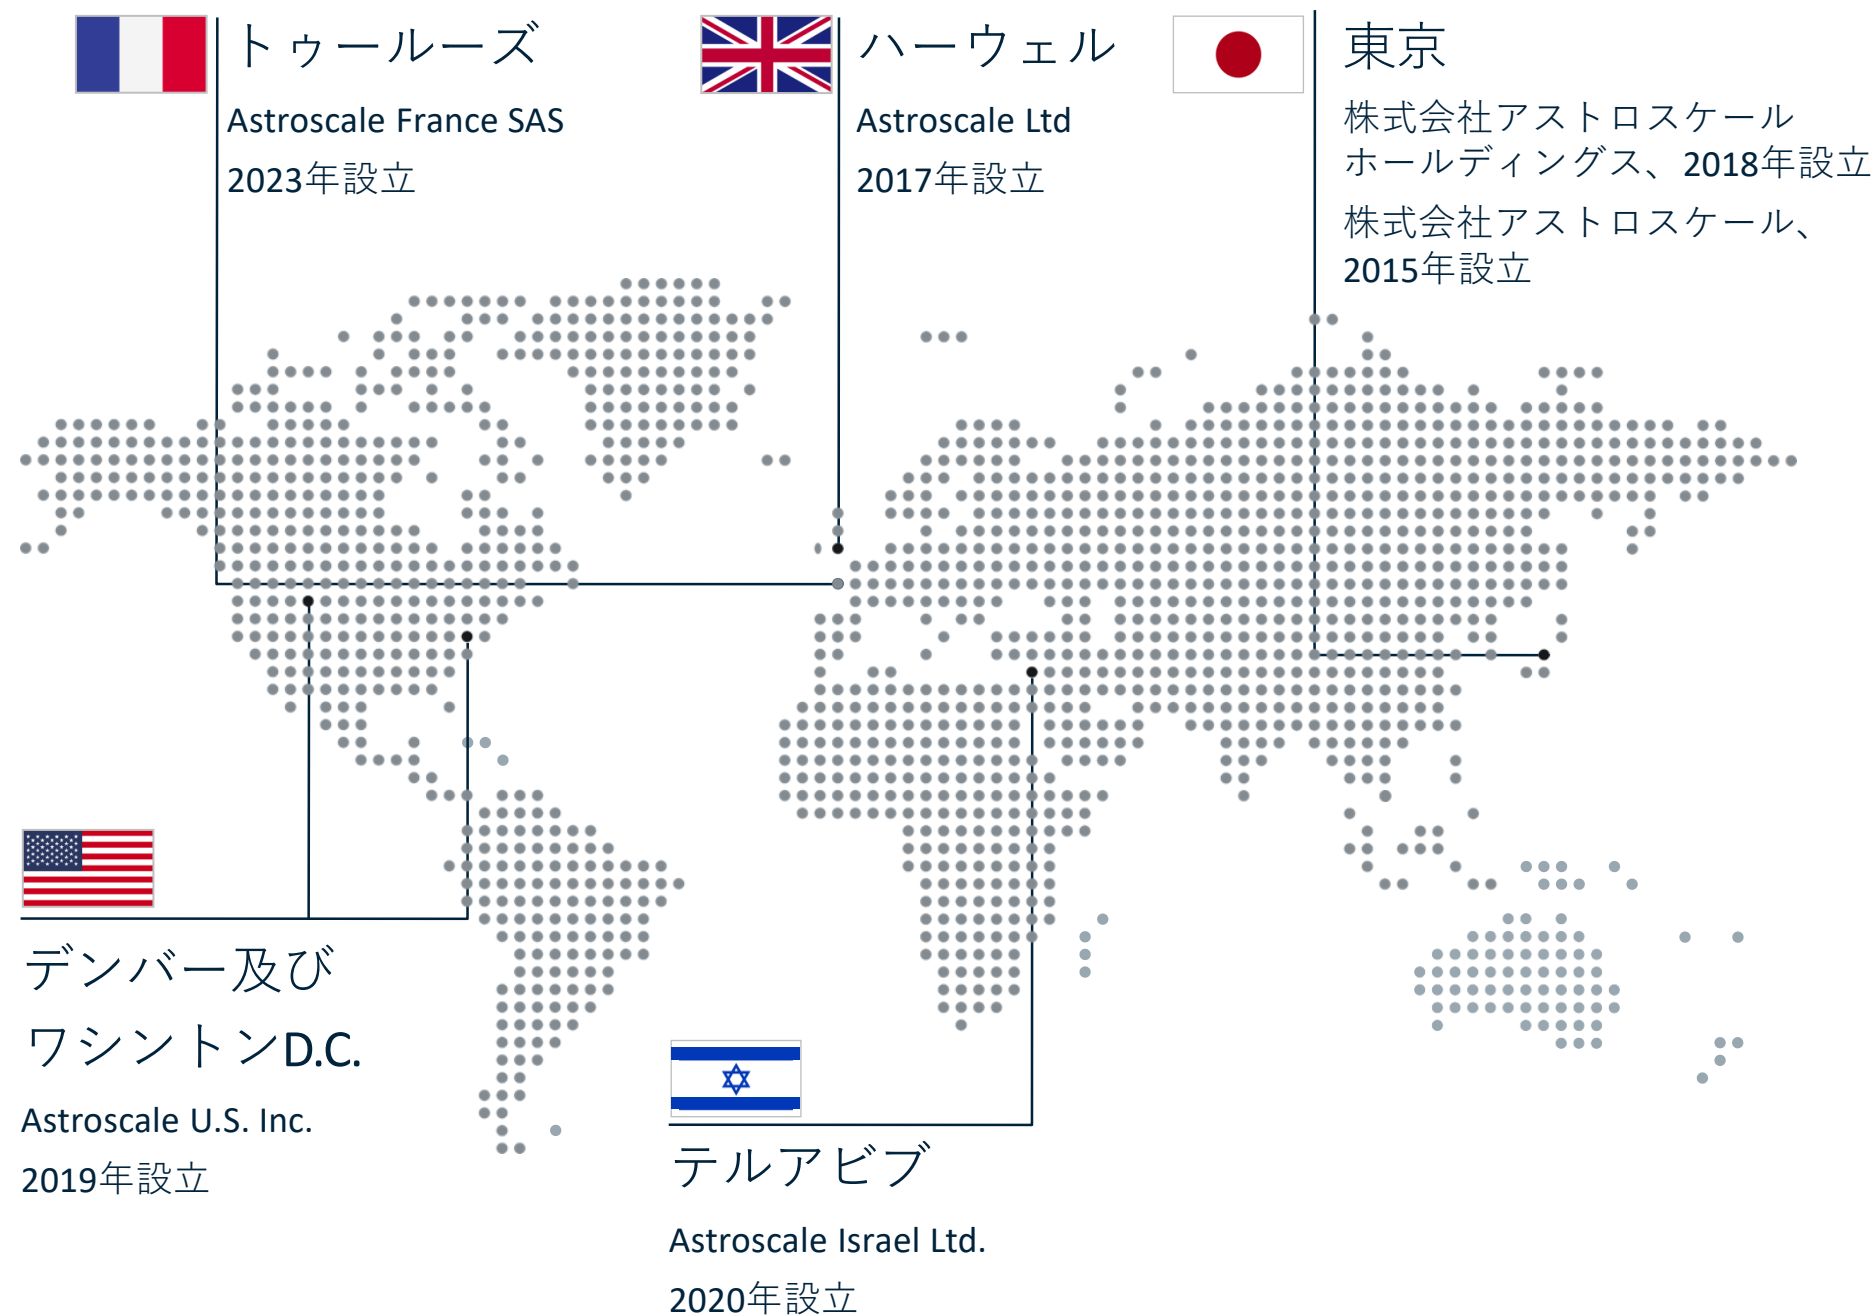 トゥールーズ
Astroscale France SAS
2023年設立
ハーウェル
Astroscale Ltd
2017年設立
東京
株式会社アストロスケール
ホールディングス、2018年設立
株式会社アストロスケール、
2015年設立
デンバー及び
ワシントンD.C.
Astroscale U.S. Inc.
2019年設立
テルアビブ
Astroscale Israel Ltd.
2020年設立